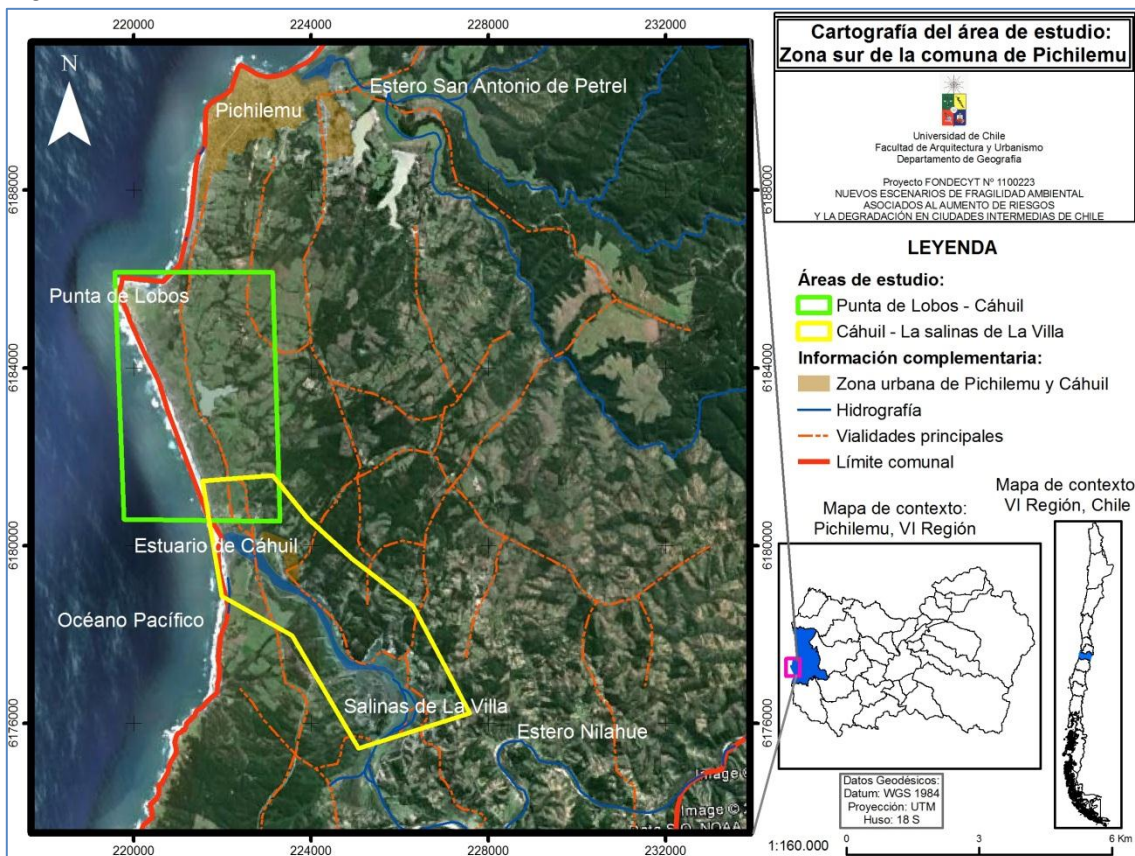 Cartografía del área de estudio:
Zona sur de la comuna de Pichilemu
Universidad de Chile
Facultad de Arquitectura y Urbanismo
Departamento de Geografía
Proyecto FONDECYT Nº 1100223
NUEVOS ESCENARIOS DE FRAGILIDAD AMBIENTAL
ASOCIADOS AL AUMENTO DE RIESGOS
Y LA DEGRADACIÓN EN CIUDADES INTERMEDIAS DE CHILE
220000
224000
228000
232000
N
Pichilemu
Estero San Antonio de Petrel
6188000
6188000
Punta de Lobos
6184000
6184000
6180000
6180000
Estuario de Cáhuil
Océano Pacífico
Salinas de La Villa
Estero Nilahue
6176000
6176000
Image ©
220000
224000
228000
232000
LEYENDA
Áreas de estudio:
Punta de Lobos - Cáhuil
Cáhuil - La salinas de La Villa
Información complementaria:
Zona urbana de Pichilemu y Cáhuil
Hidrografía
Vialidades principales
Límite comunal
Mapa de contexto:
Pichilemu, VI Región
Mapa de contexto
VI Región, Chile
Datos Geodésicos:
Datum: WGS 1984
Proyección: UTM
Huso: 18 S
1:160.000
0
3
6 Km